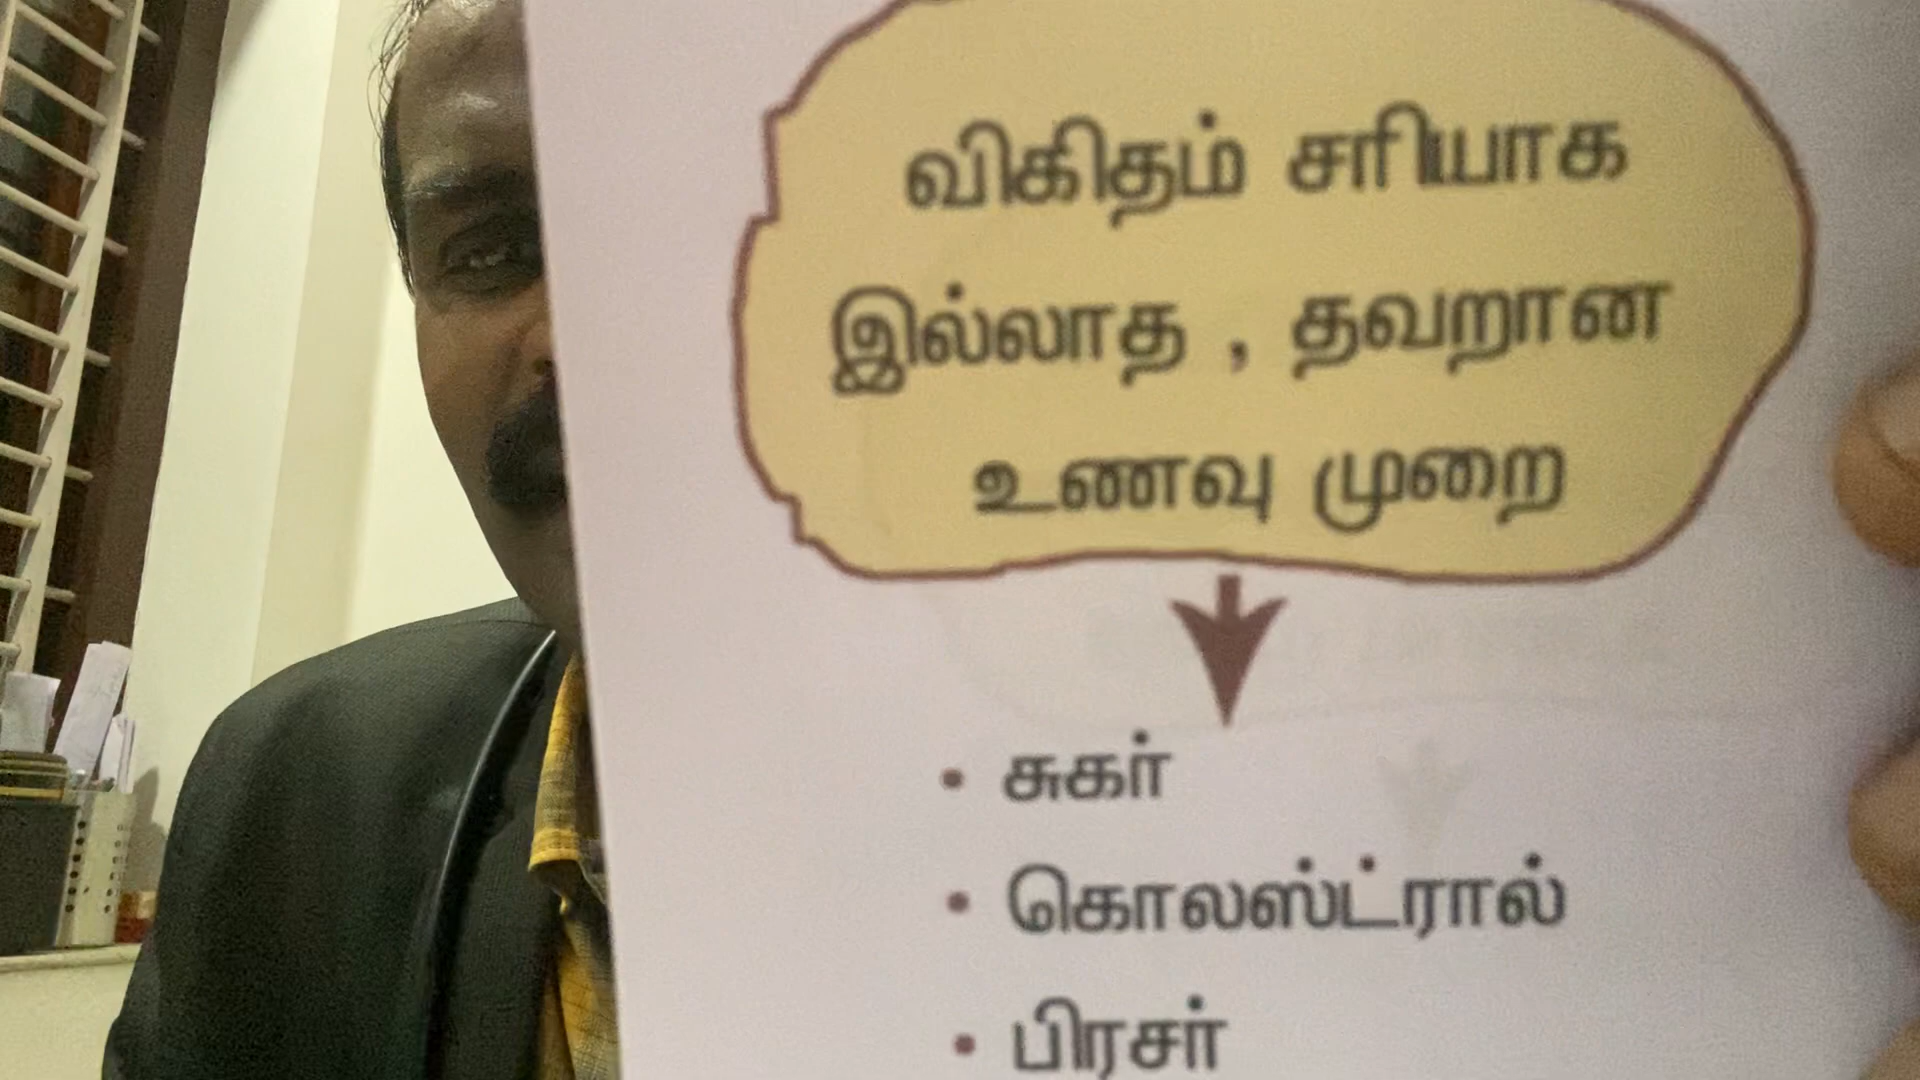 விகிதம் சரியாக
இல்லாத , தவறான
உணவு முறை
• சுகர்
• கொலஸ்ட்ரால்
• பிரசர்